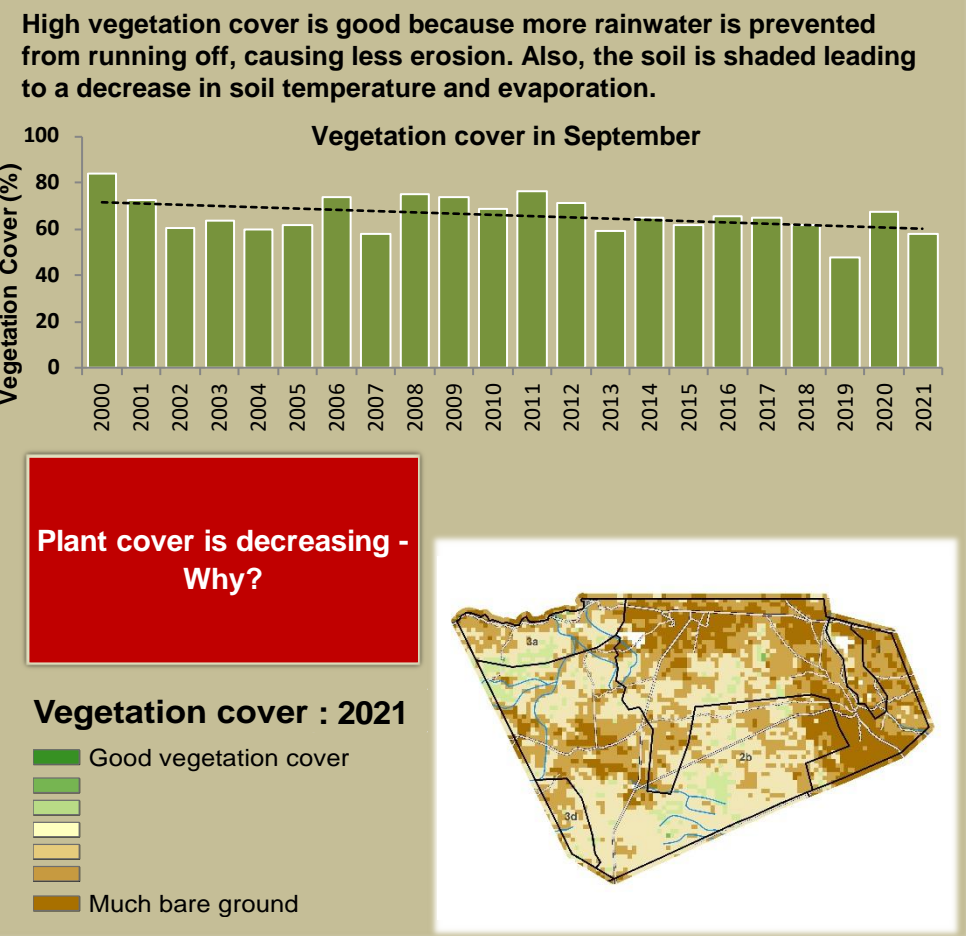 High vegetation cover is good because more rainwater is prevented
from running off, causing less erosion. Also, the soil is shaded leading
to a decrease in soil temperature and evaporation.
Vegetation cover in September
Vegetation Cover (%)
100
80
60
40
20
0
2000 2001 2002 2003 2004 2005 2006 2007 2008 2009 2010 2011 2012 2013 2014 2015 2016 2017 2018 2019 2020 2021
Plant cover is decreasing -
Why?
Vegetation cover : 2021
Good vegetation cover
Much bare ground
3a
2b
3d